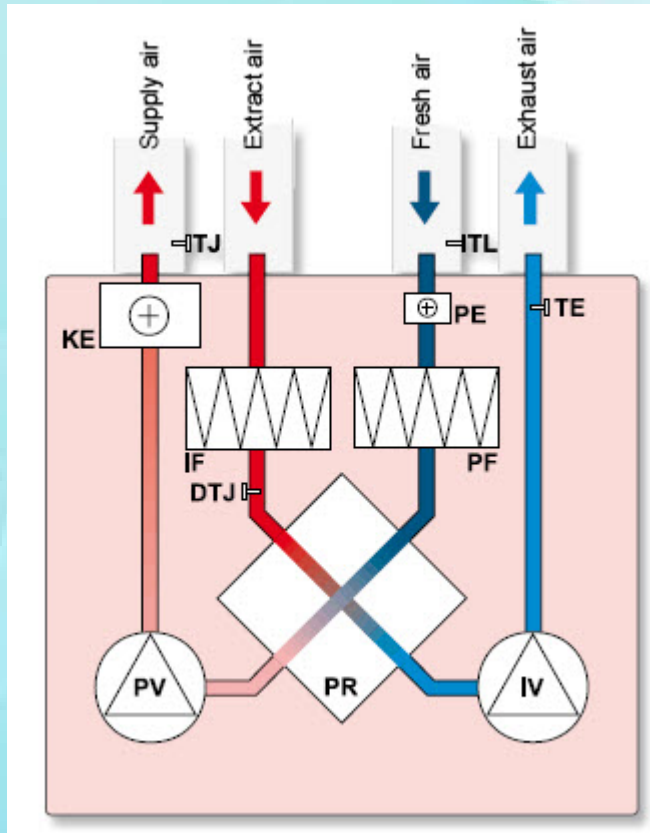 Supply air
Extract air
Fresh air
Exhaust air
TJ
TL
KE
PE
TE
IF
PF
DTJ
PV
PR
IV